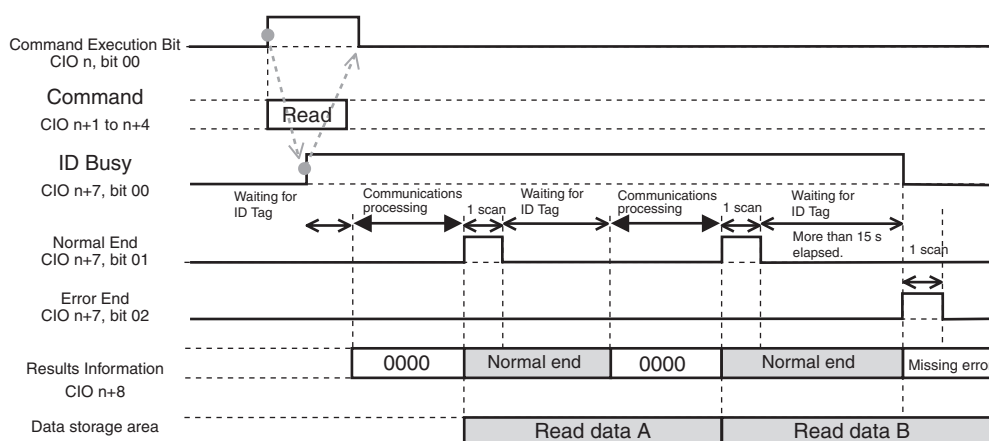 Command Execution Bit
CIO n, bit 00
Command
CIO n+1 to n+4
Read
ID Busy
CIO n+7, bit 00
Waiting for
ID Tag
Communications
processing
1 scan
Waiting for
ID Tag
Communications
processing
1 scan
Waiting for
ID Tag
More than 15 s
elapsed.
1 scan
Normal End
CIO n+7, bit 01
Error End
CIO n+7, bit 02
Results Information
CIO n+8
0000
Normal end
0000
Normal end
Missing error
Data storage area
Read data A
Read data B